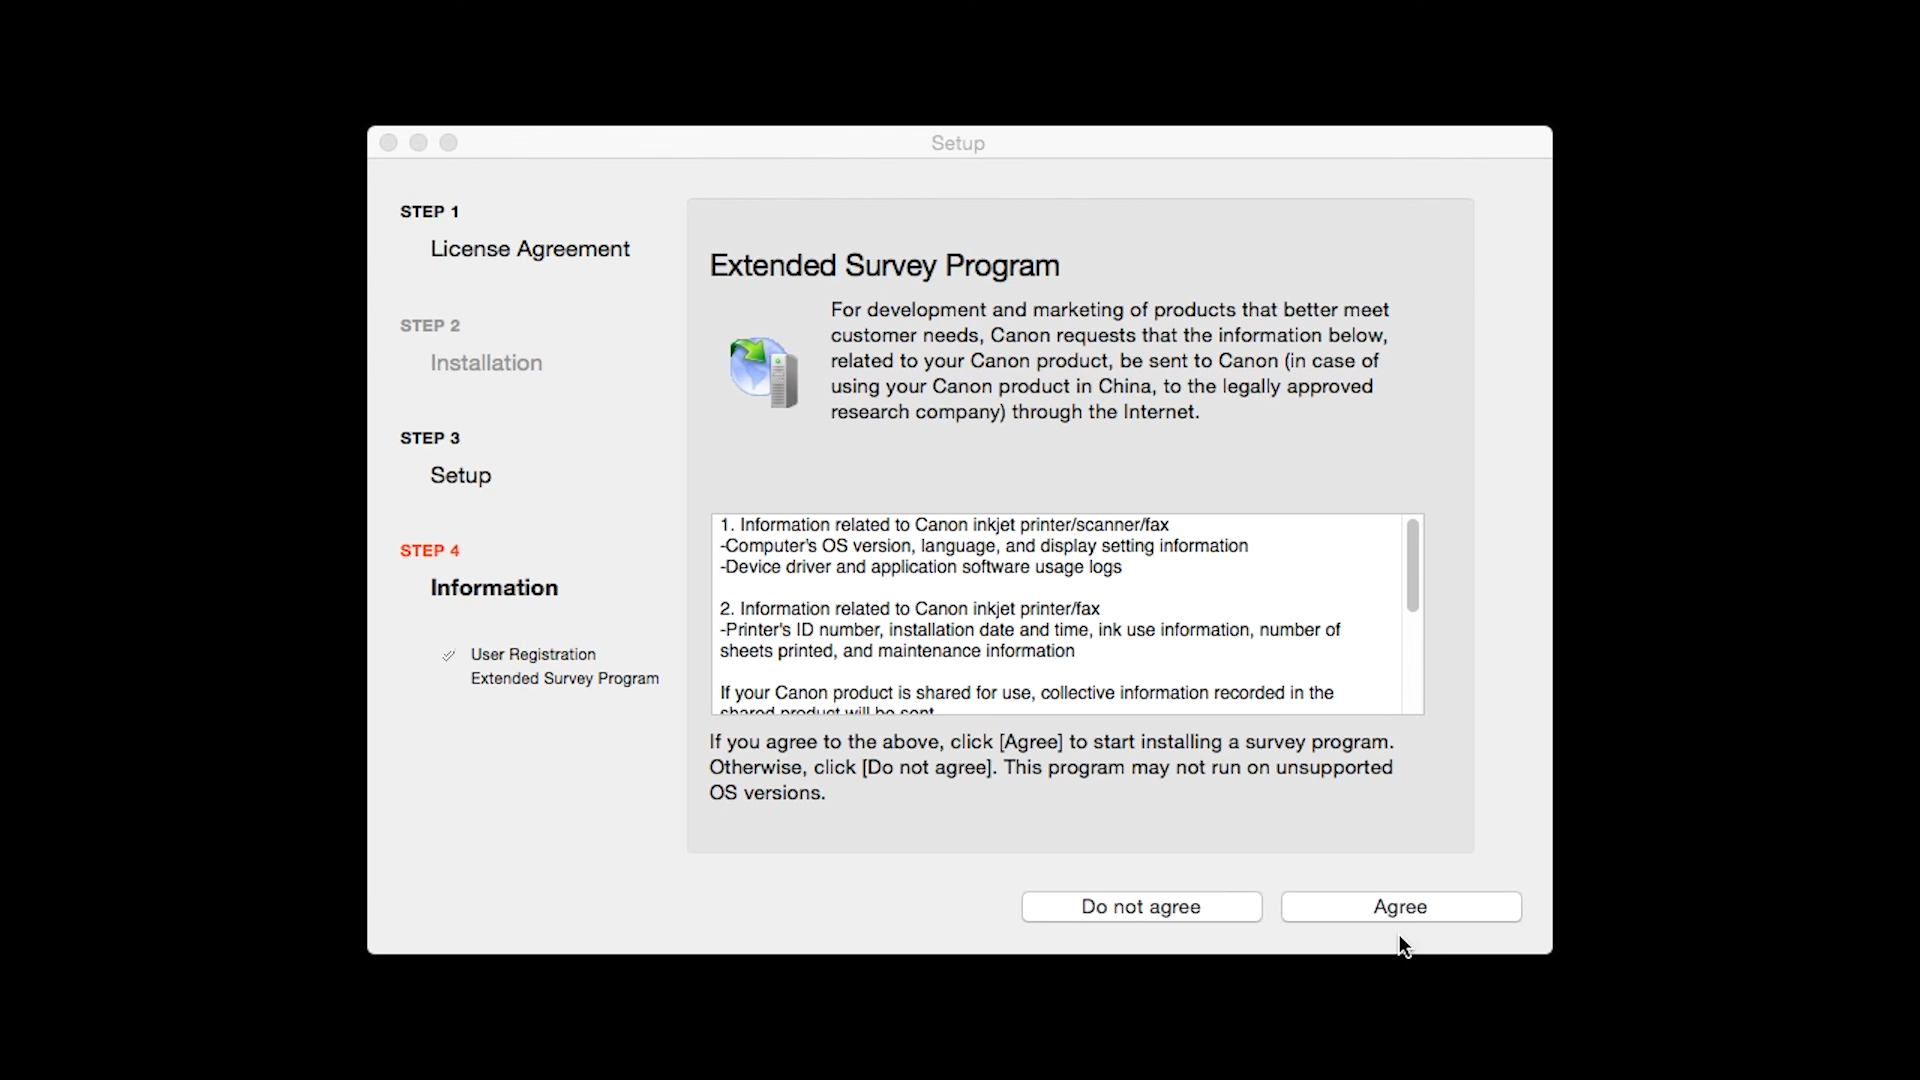 Setup
STEP 1
License Agreement
STEP 2
Installation
STEP 3
Setup
STEP 4
Information
User Registration
Extended Survey Program
Extended Survey Program
For development and marketing of products that better meet
customer needs, Canon requests that the information below,
related to your Canon product, be sent to Canon (in case of
using your Canon product in China, to the legally approved
research company) through the Internet.
1. Information related to Canon inkjet printer/scanner/fax
-Computer's OS version, language, and display setting information
-Device driver and application software usage logs
2. Information related to Canon inkjet printer/fax
-Printer's ID number, installation date and time, ink use information, number of
sheets printed, and maintenance information
If your Canon product is shared for use, collective information recorded in the
shared product will be sent
If you agree to the above, click [Agree] to start installing a survey program.
Otherwise, click [Do not agree]. This program may not run on unsupported
OS versions.
Do not agree
Agree